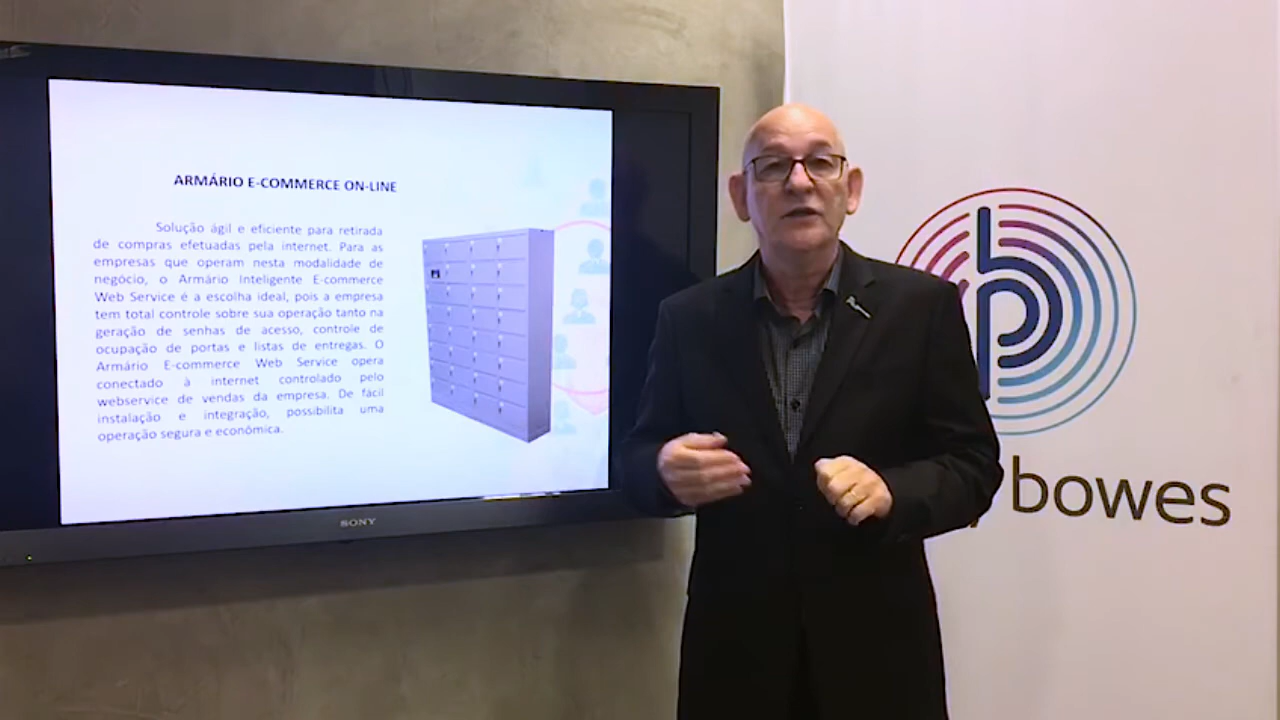 ARMÁRIO E-COMMERCE ON-LINE
Solução ágil e eficiente para retirada
de compras efetuadas pela internet. Para as
empresas que operam nesta modalidade de
negócio, o Armário Inteligente E-commerce
Web Service é a escolha ideal, pois a empresa
tem total controle sobre sua operação tanto na
geração de senhas de acesso, controle de
ocupação de portas e listas de entregas. O
Armário E-commerce Web Service opera
conectado à internet controlado pelo
webservice de vendas da empresa. De fácil
instalação e integração, possibilita uma
operação segura e econômica.
SONY
bowes